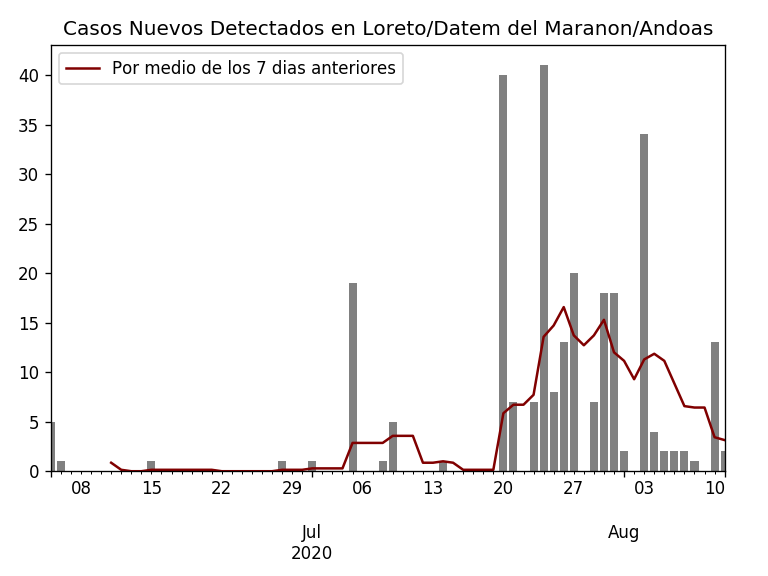 Casos Nuevos Detectados en Loreto/Datem del Maranon/Andoas
Por medio de los 7 dias anteriores
40
35
30
25
20
15
10
5
0
08 15 22 29 06 13 20 27 03 10
Jul Aug
2020